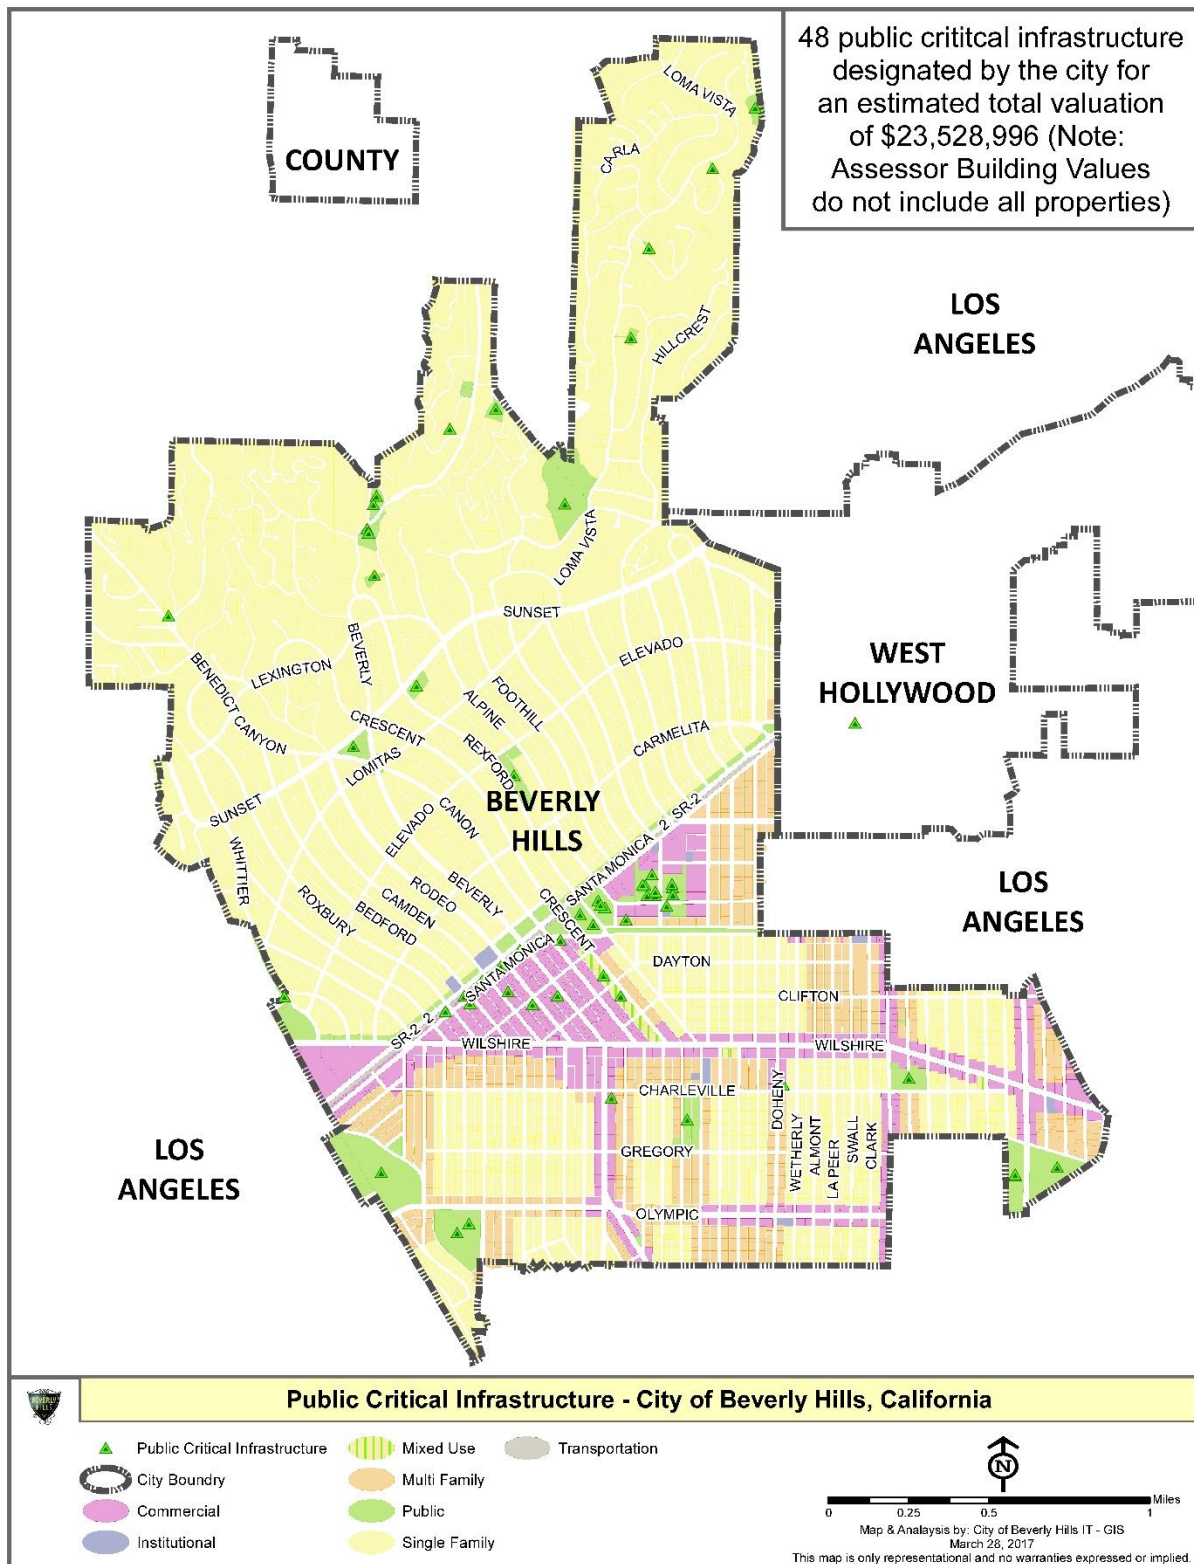 48 public crititcal infrastructure
designated by the city for
an estimated total valuation
of $23,528,996 (Note:
Assessor Building Values
do not include all properties)
COUNTY
LOMA VISTA
CARLA
HILLCREST
LOS
ANGELES
LOMA VISTA
SUNSET
BEVERLY
LEXINGTON
BENEDICT CANYON
ELEVADO
FOOTHILL
ALPINE
WEST
HOLLYWOOD
CRESCENT
LOMITAS
REXFORD
CARMELITA
SUNSET
BEVERLY
HILLS
ELEVADO
CANON
SANTA MONICA 2 SR-2
WHITTIER
ROXBURY
BEDFORD
CAMDEN
RODEO
BEVERLY
CRESCENT
LOS
ANGELES
SANTA MONICA
DAYTON
CLIFTON
SR-2 2
WILSHIRE
WILSHIRE
CHARLEVILLE
DOHENY
WETHERLY
ALMONT
LA PEER
SWALL
CLARK
GREGORY
LOS
ANGELES
OLYMPIC
BEVERLY
HILLS
Public Critical Infrastructure - City of Beverly Hills, California
Public Critical Infrastructure
City Boundry
Commercial
Institutional
Mixed Use
Multi Family
Public
Single Family
Transportation
N
Miles
0 0.25 0.5 1
Map & Analaysis by: City of Beverly Hills IT - GIS
March 28, 2017
This map is only representational and no warranties expressed or implied.